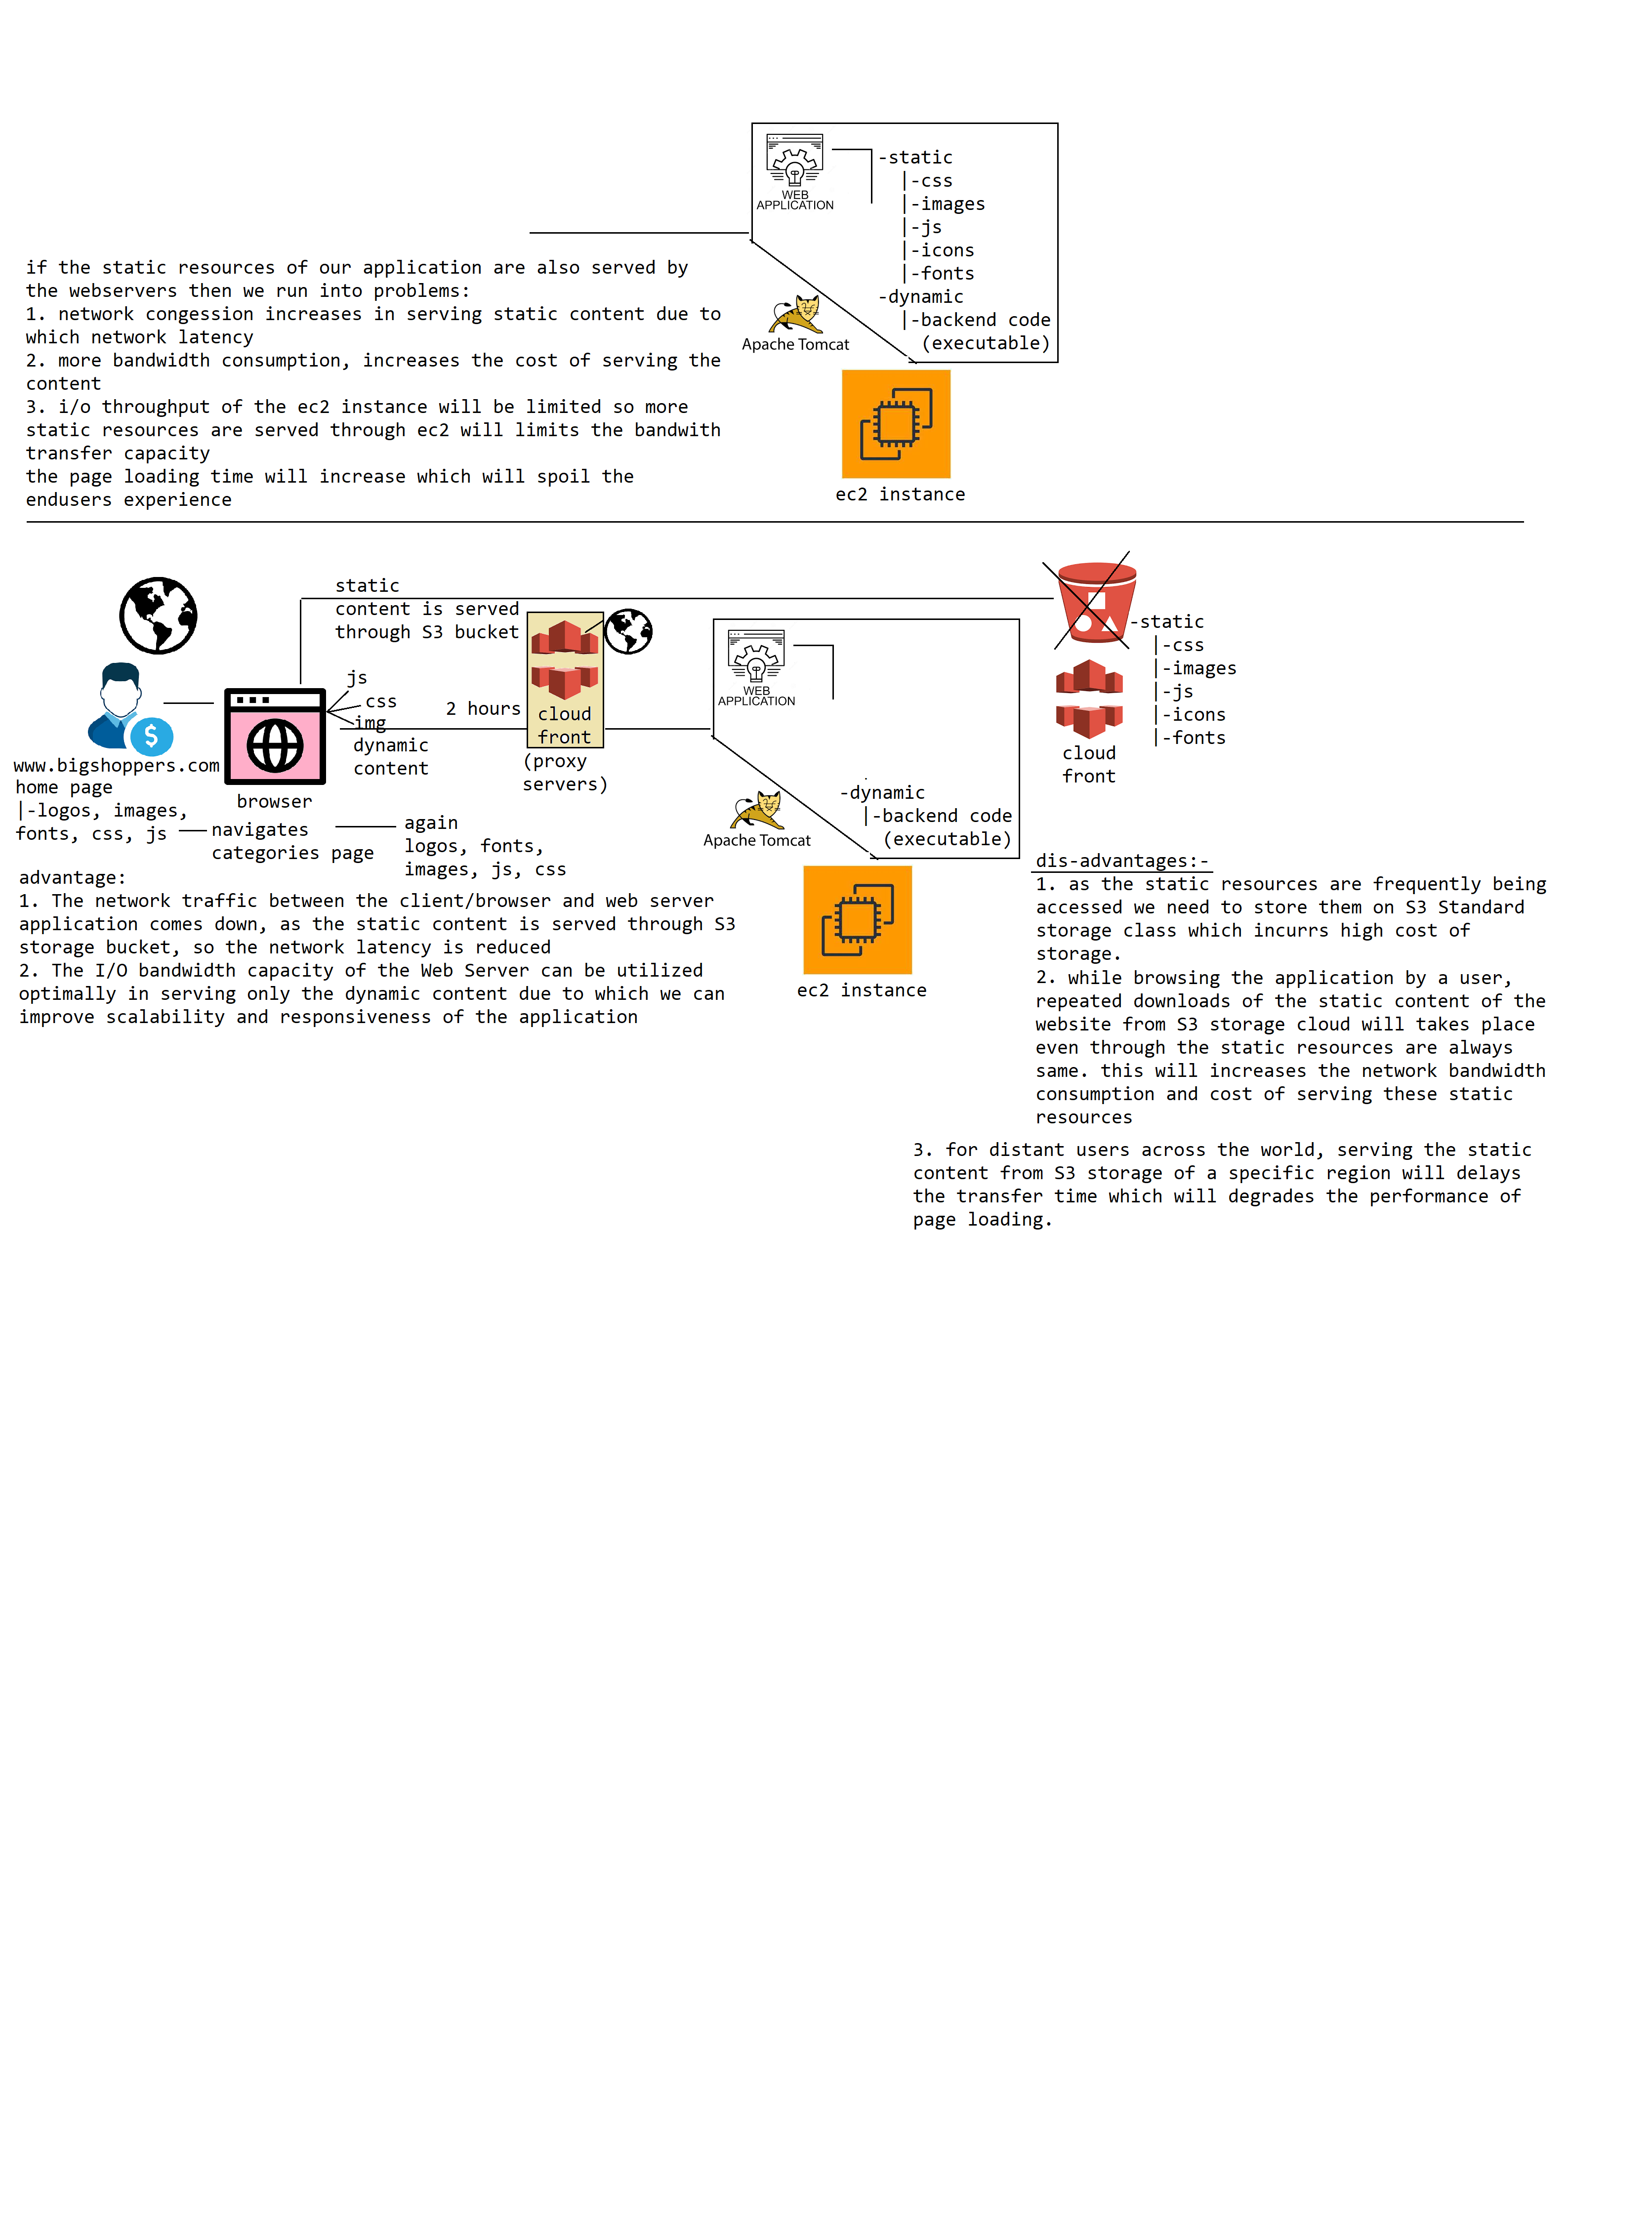 WEB
APPLICATION
-static
|-css
|-images
|-js
|-icons
|-fonts
-dynamic
|-backend code
(executable)
Apache Tomcat
ec2 instance
if the static resources of our application are also served by
the webservers then we run into problems:
1. network congession increases in serving static content due to
which network latency
2. more bandwidth consumption, increases the cost of serving the
content
3. i/o throughput of the ec2 instance will be limited so more
static resources are served through ec2 will limits the bandwith
transfer capacity
the page loading time will increase which will spoil the
endusers experience
static
content is served
through S3 bucket
js
css
img
dynamic
content
2 hours
cloud
front
(proxy
servers)
$
www.bigshoppers.com
home page
|-logos, images,
fonts, css, js
browser
navigates
categories page
again
logos, fonts,
images, js, css
WEB
APPLICATION
-dynamic
|-backend code
(executable)
Apache Tomcat
ec2 instance
-static
|-css
|-images
|-js
|-icons
|-fonts
cloud
front
advantage:
1. The network traffic between the client/browser and web server
application comes down, as the static content is served through S3
storage bucket, so the network latency is reduced
2. The I/O bandwidth capacity of the Web Server can be utilized
optimally in serving only the dynamic content due to which we can
improve scalability and responsiveness of the application
dis-advantages:-
1. as the static resources are frequently being
accessed we need to store them on S3 Standard
storage class which incurrs high cost of
storage.
2. while browsing the application by a user,
repeated downloads of the static content of the
website from S3 storage cloud will takes place
even through the static resources are always
same. this will increases the network bandwidth
consumption and cost of serving these static
resources
3. for distant users across the world, serving the static
content from S3 storage of a specific region will delays
the transfer time which will degrades the performance of
page loading.